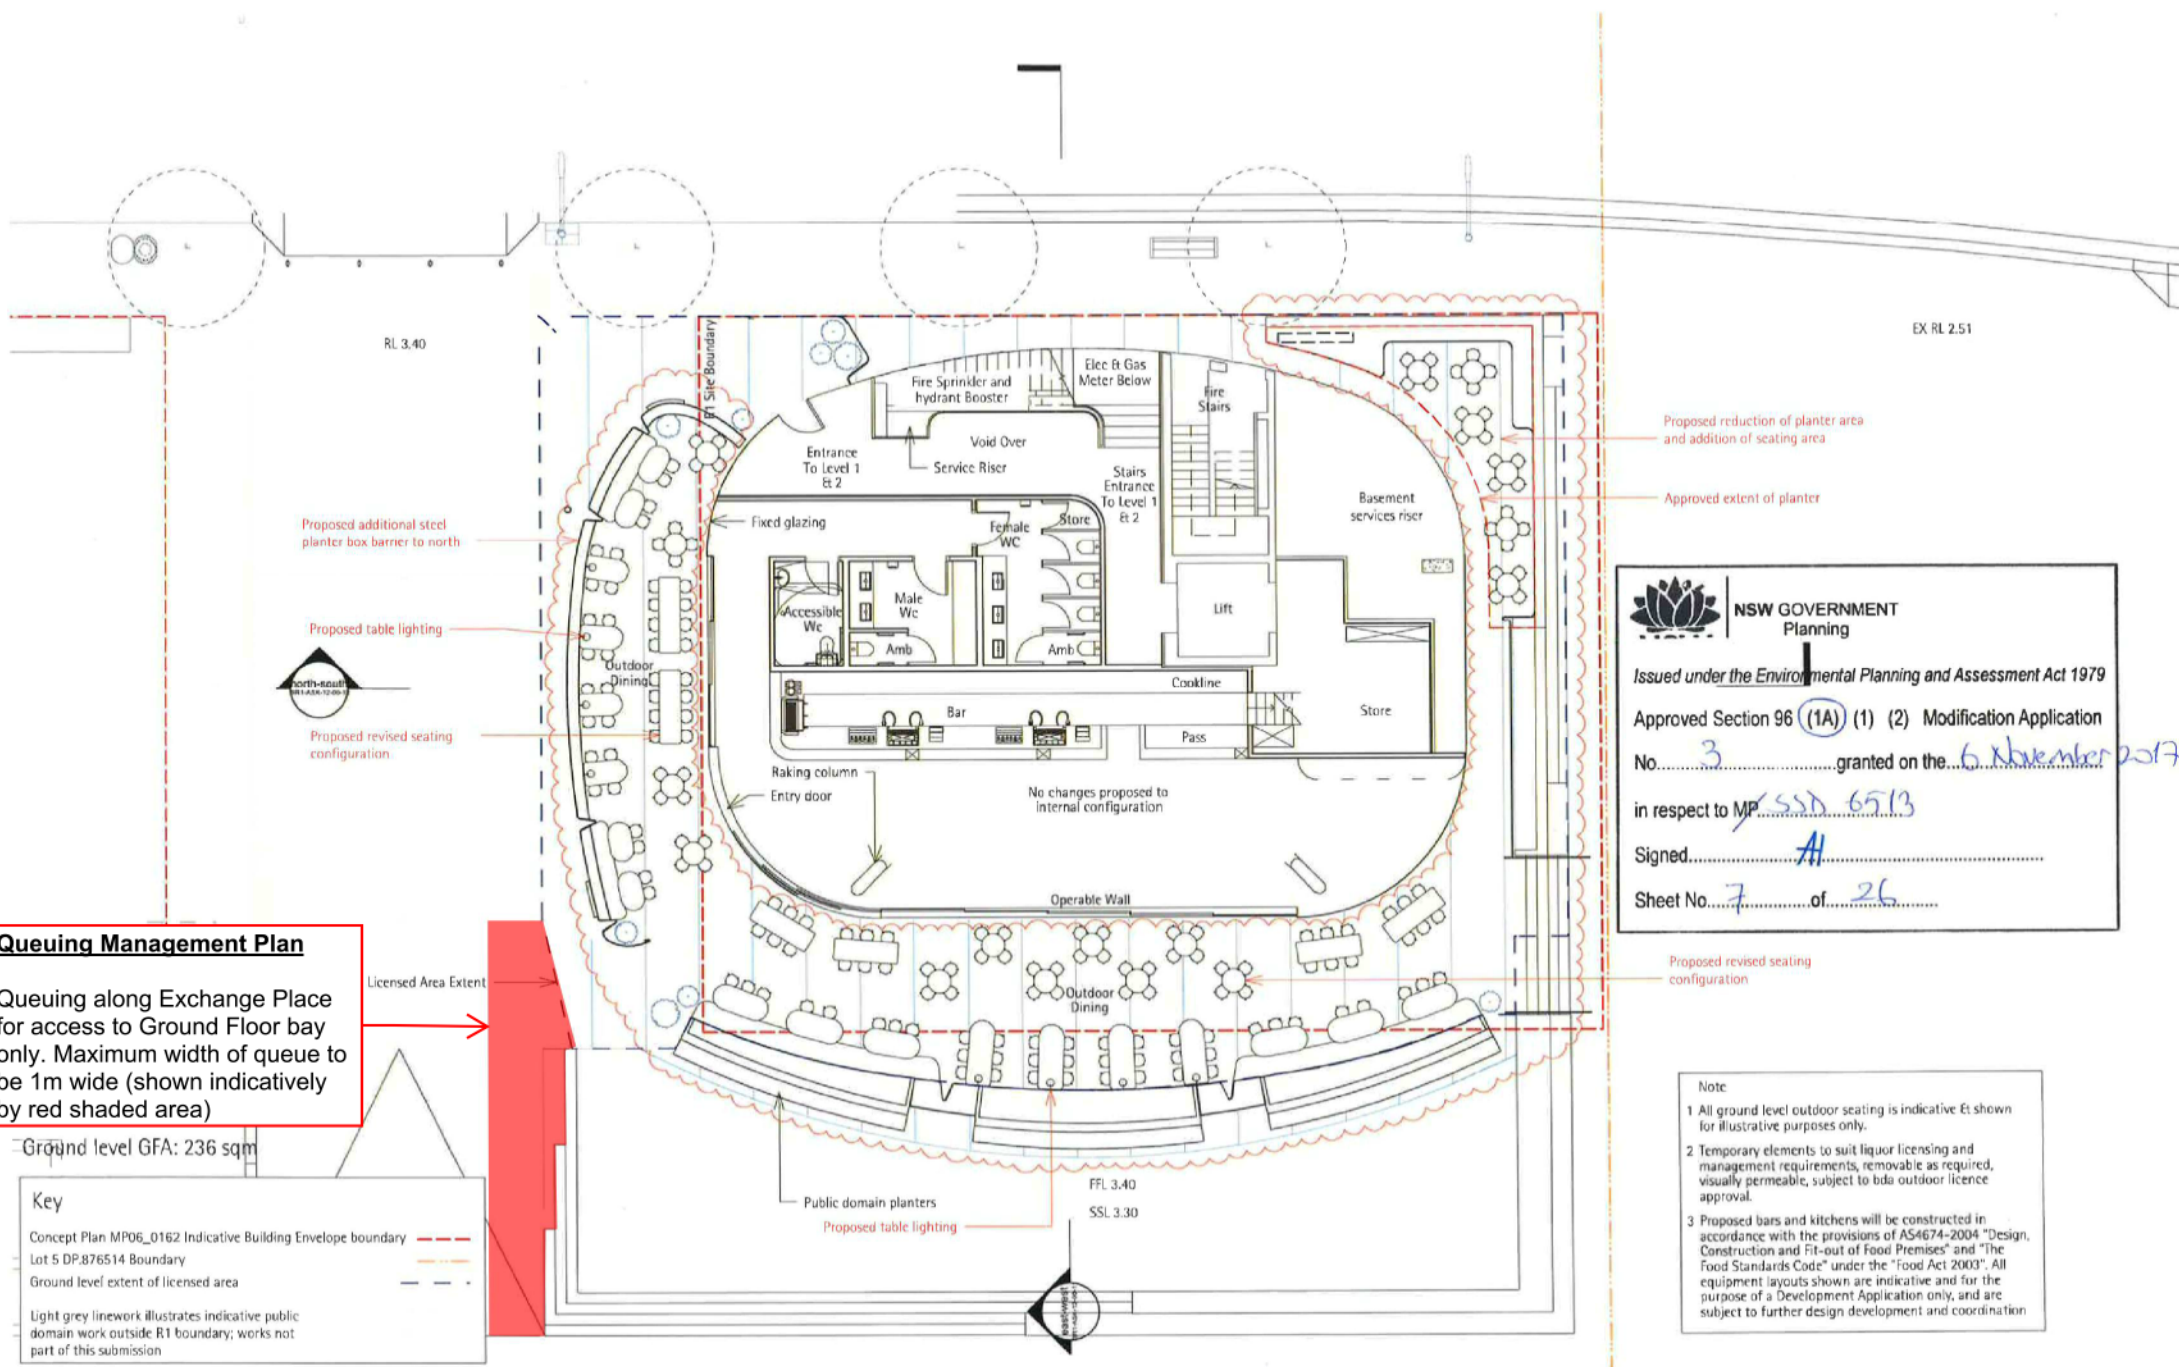 RL 3.40
EX RL 2.51
R1 Site Boundary
Fire Sprinkler and
hydrant Booster
Elec & Gas
Meter Below
Fire
Stairs
Void Over
Service Riser
Entrance
To Level 1
& 2
Stairs
Entrance
To Level 1
& 2
Basement
services riser
Fixed glazing
Female
WC
Store
Accessible
Wc
Male
Wc
Amb
Amb
Lift
Cookline
Bar
Pass
Store
Outdoor
Dining
Raking column
Entry door
No changes proposed to
internal configuration
Operable Wall
Outdoor
Dining
Proposed additional steel
planter box barrier to north
Proposed table lighting
north-south
Proposed revised seating
configuration
Proposed reduction of planter area
and addition of seating area
Approved extent of planter
NSW GOVERNMENT
Planning
Issued under the Environmental Planning and Assessment Act 1979
Approved Section 96 (1A) (1) (2) Modification Application
No. 3 granted on the 6 November 2017
in respect to MP SSD 6513
Signed AH
Sheet No. 7 of 26
Proposed revised seating
configuration
Licensed Area Extent
Queuing Management Plan
Queuing along Exchange Place
for access to Ground Floor bay
only. Maximum width of queue to
be 1m wide (shown indicatively
by red shaded area)
Ground level GFA: 236 sqm
Key
Concept Plan MP06_0162 Indicative Building Envelope boundary
Lot 5 DP.876514 Boundary
Ground level extent of licensed area
Light grey linework illustrates indicative public
domain work outside R1 boundary; works not
part of this submission
Public domain planters
Proposed table lighting
FFL 3.40
SSL 3.30
east-west
Note
1 All ground level outdoor seating is indicative & shown
for illustrative purposes only.
2 Temporary elements to suit liquor licensing and
management requirements, removable as required,
visually permeable, subject to bda outdoor licence
approval.
3 Proposed bars and kitchens will be constructed in
accordance with the provisions of AS4674-2004 "Design,
Construction and Fit-out of Food Premises" and "The
Food Standards Code" under the "Food Act 2003". All
equipment layouts shown are indicative and for the
purpose of a Development Application only, and are
subject to further design development and coordination